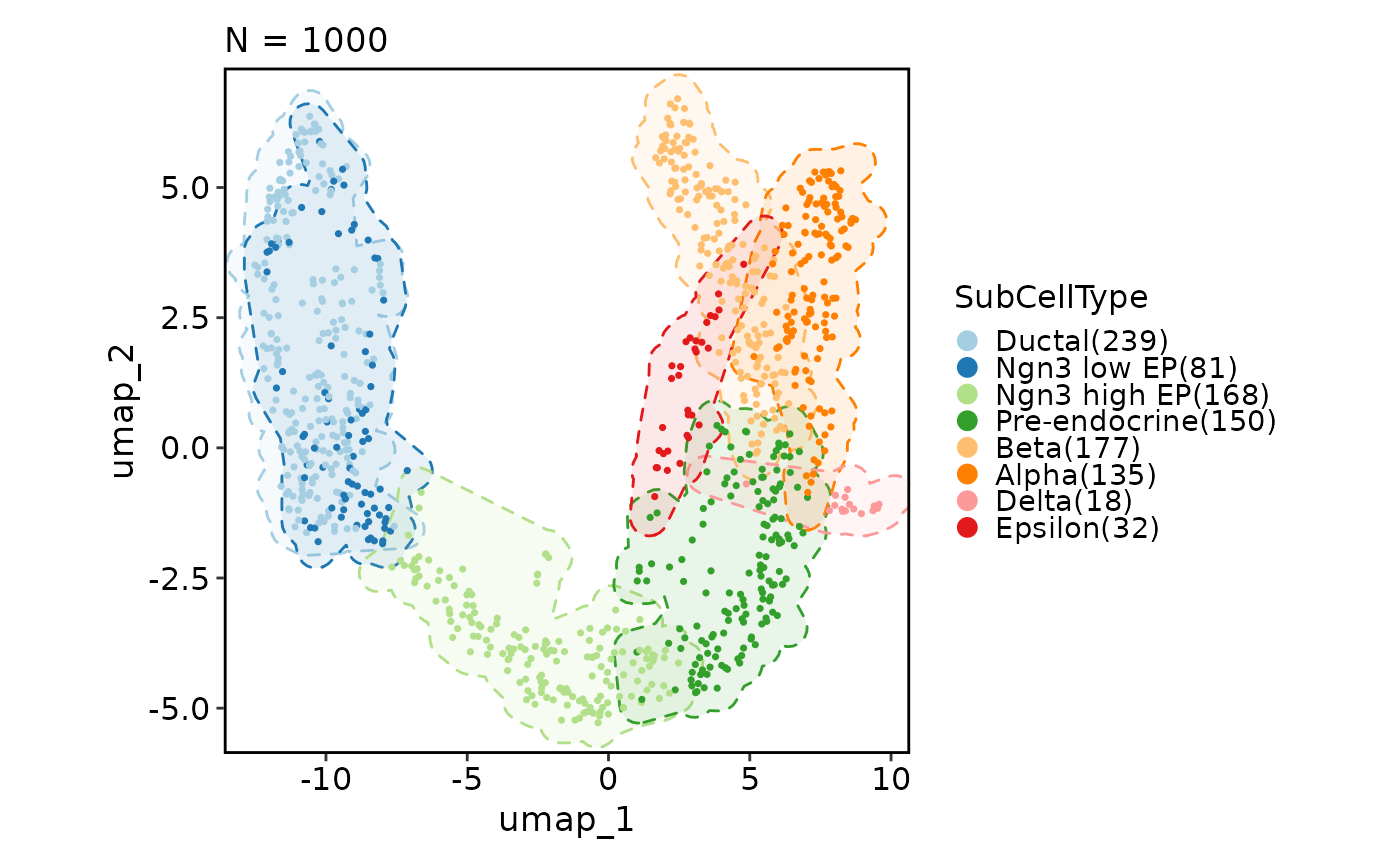 N = 1000
5.0
2.5
0.0
-2.5
-5.0
umap_2
-10
-5
0
5
10
umap_1
SubCellType
Ductal(239)
Ngn3 low EP(81)
Ngn3 high EP(168)
Pre-endocrine(150)
Beta(177)
Alpha(135)
Delta(18)
Epsilon(32)